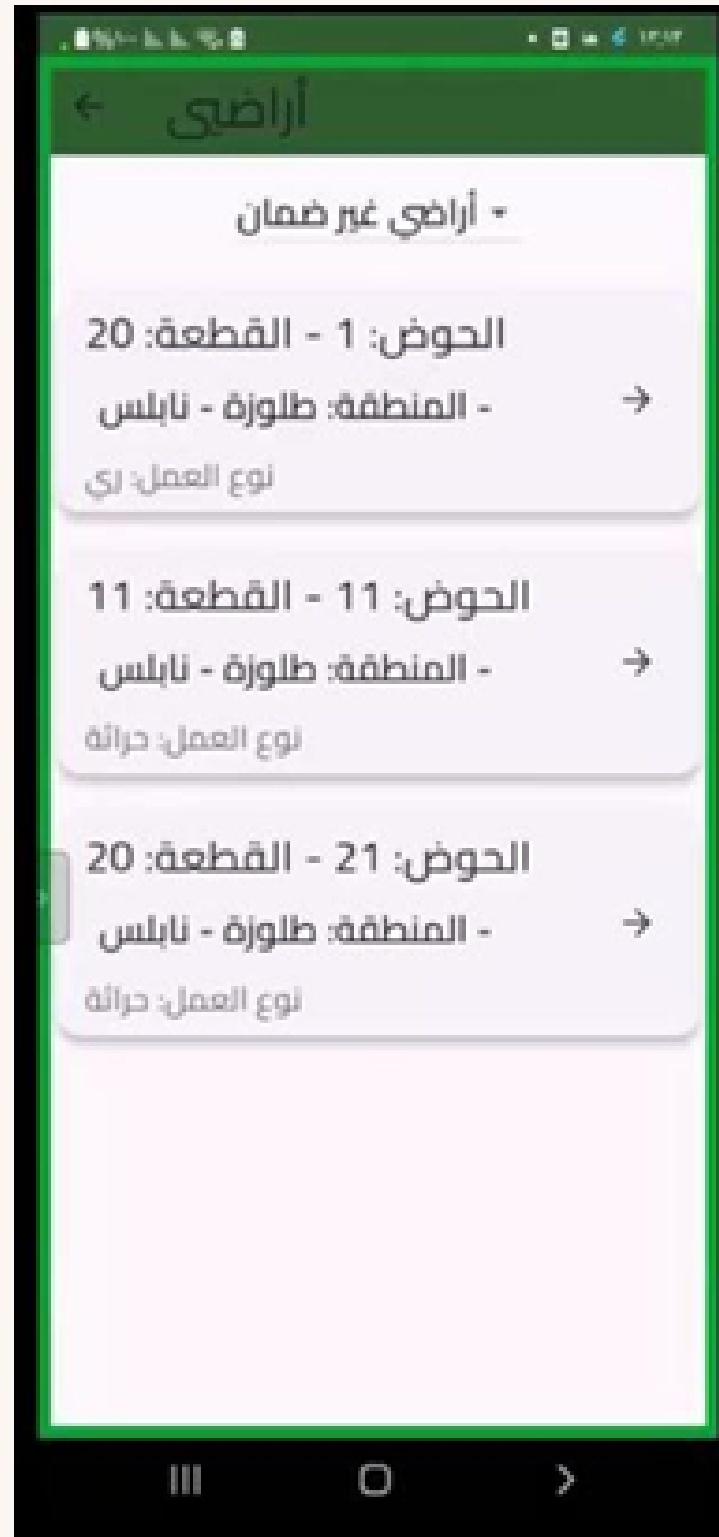 أراضيي
أراضي غير ضمان
الحوض: 1 - القطعة: 20
- المنطقة: طلوزة - نابلس
نوع العمل: ري
الحوض: 11 - القطعة: 11
- المنطقة: طلوزة - نابلس
نوع العمل: حراثة
الحوض: 21 - القطعة: 20
- المنطقة: طلوزة - نابلس
نوع العمل: حراثة